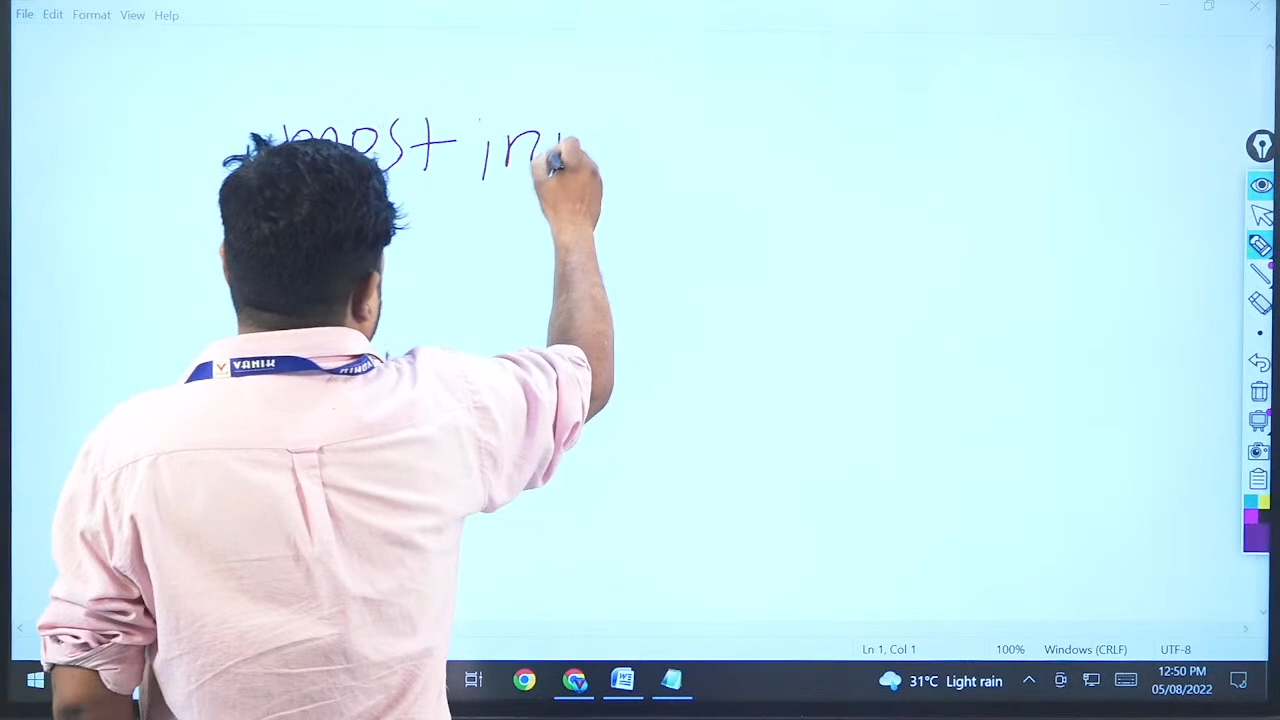 File Edit Format View Help
most in
VANIK
Ln 1, Col 1 100% Windows (CRLF) UTF-8
31°C Light rain
12:50 PM
05/08/2022